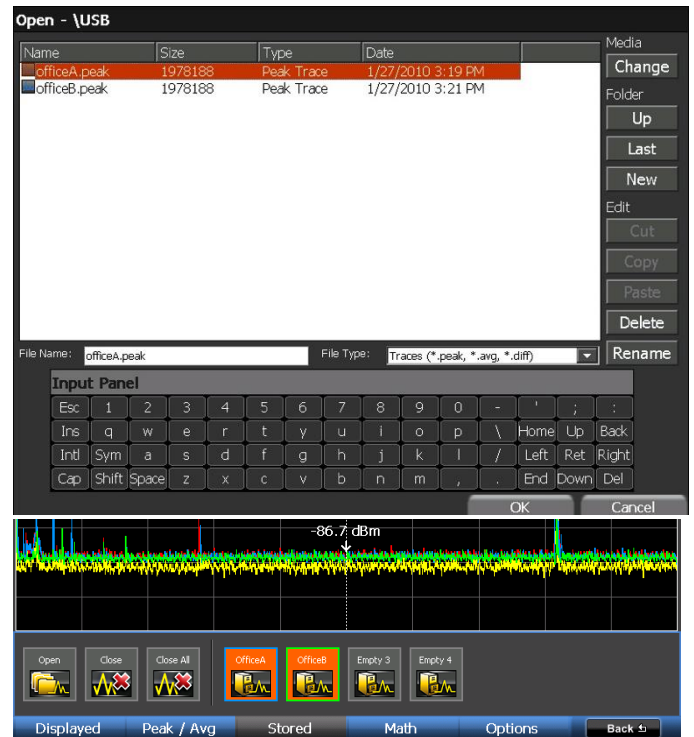 Open - \USB
Name Size Type Date
officeA.peak 1978188 Peak Trace 1/27/2010 3:19 PM
officeB.peak 1978188 Peak Trace 1/27/2010 3:21 PM
Media
Change
Folder
Up
Last
New
Edit
Cut
Copy
Paste
Delete
Rename
File Name: officeA.peak File Type: Traces (*.peak, *.avg, *.diff)
Input Panel
Esc 1 2 3 4 5 6 7 8 9 0 - ' ; :
Ins q w e r t y u i o p \ Home Up Back
Intl Sym a s d f g h j k l / Left Ret Right
Cap Shift Space z x c v b n m , . End Down Del
OK Cancel
-86.7 dBm
Open Close Close All OfficeA OfficeB Empty 3 Empty 4
Displayed Peak / Avg Stored Math Options Back